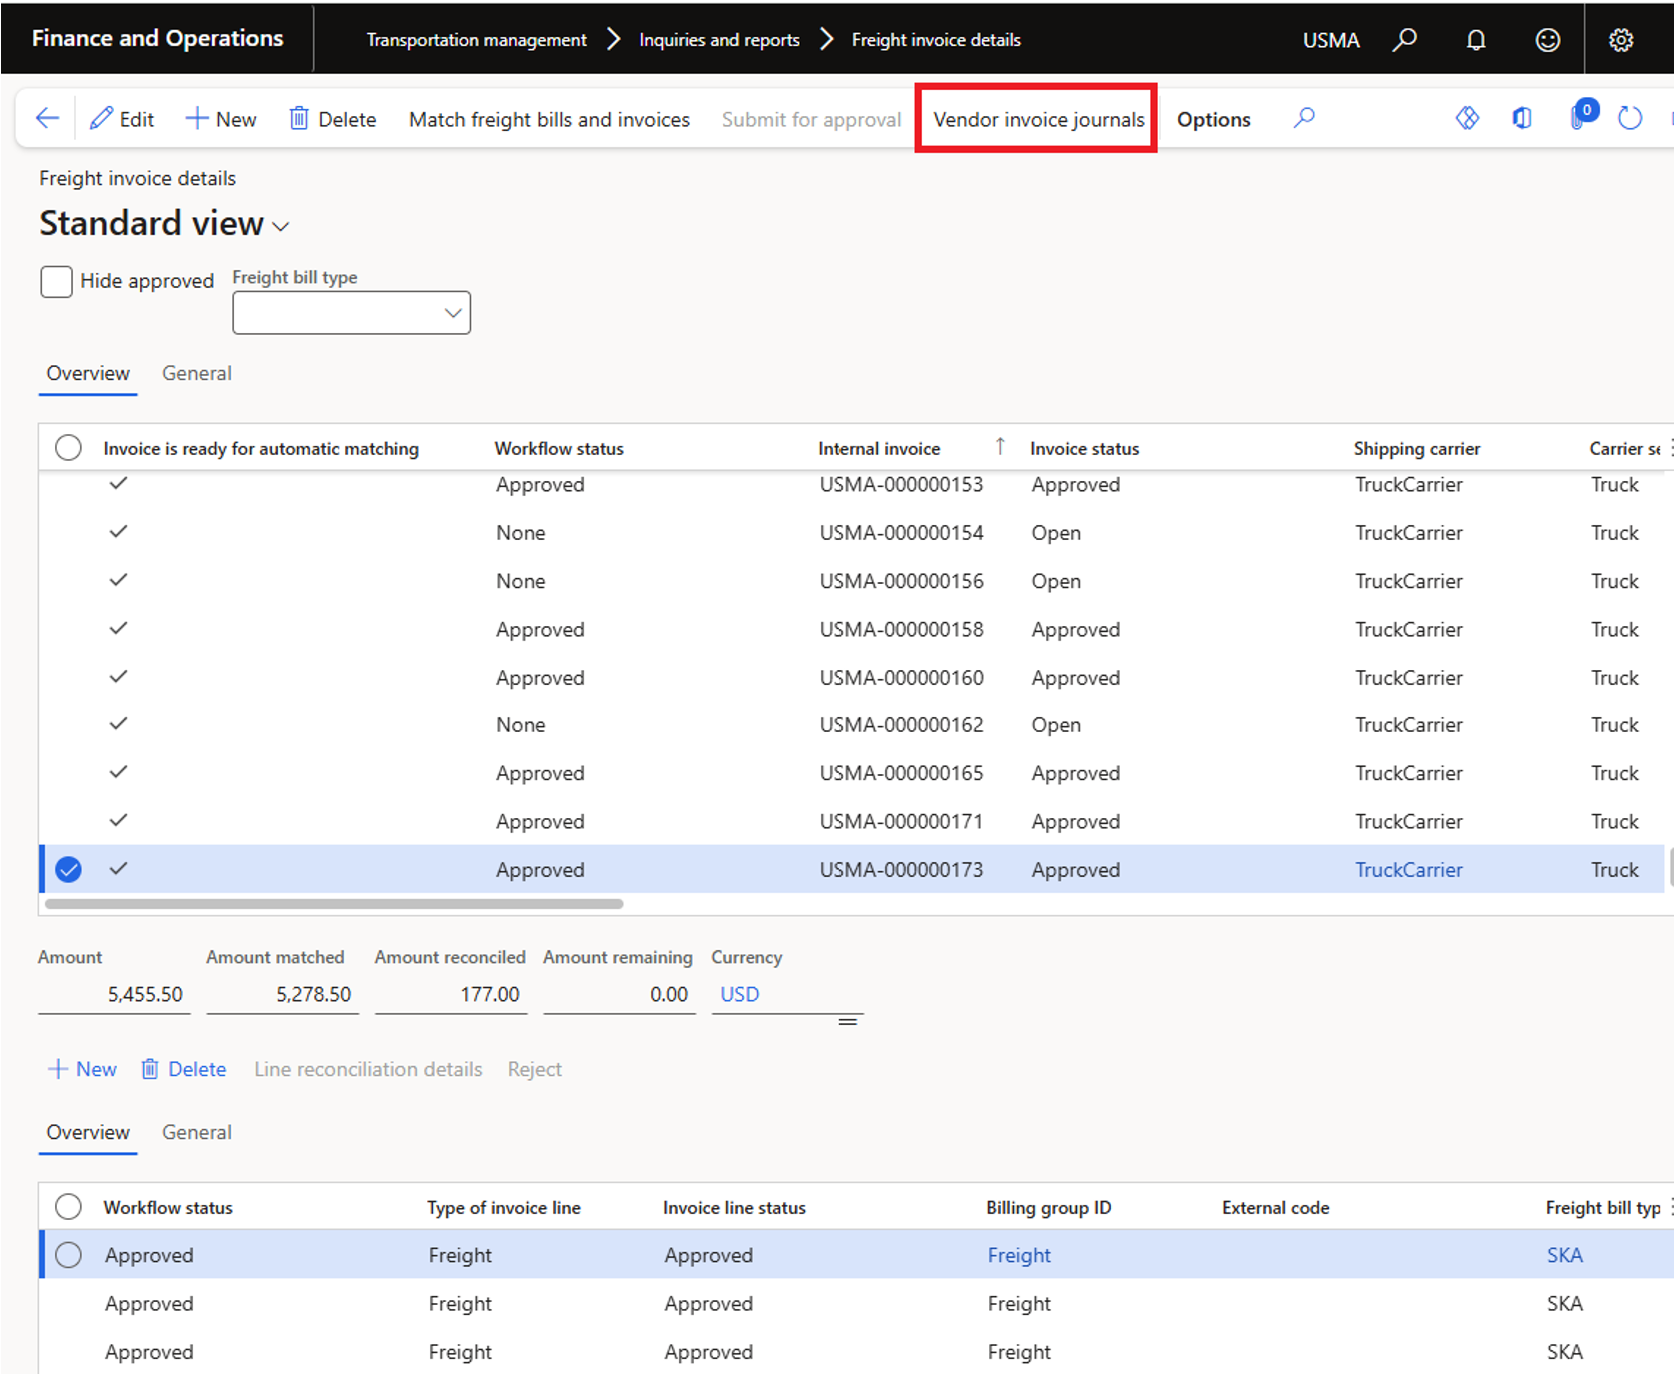 Finance and Operations
Transportation management > Inquiries and reports > Freight invoice details
USMA
Edit New Delete Match freight bills and invoices Submit for approval Vendor invoice journals Options 0
Freight invoice details
Standard view
Hide approved Freight bill type
Overview General
Invoice is ready for automatic matching Workflow status Internal invoice Invoice status Shipping carrier Carrier se
Approved USMA-000000153 Approved TruckCarrier Truck
None USMA-000000154 Open TruckCarrier Truck
None USMA-000000156 Open TruckCarrier Truck
Approved USMA-000000158 Approved TruckCarrier Truck
Approved USMA-000000160 Approved TruckCarrier Truck
None USMA-000000162 Open TruckCarrier Truck
Approved USMA-000000165 Approved TruckCarrier Truck
Approved USMA-000000171 Approved TruckCarrier Truck
Approved USMA-000000173 Approved TruckCarrier Truck
Amount Amount matched Amount reconciled Amount remaining Currency
5,455.50 5,278.50 177.00 0.00 USD
New Delete Line reconciliation details Reject
Overview General
Workflow status Type of invoice line Invoice line status Billing group ID External code Freight bill typ
Approved Freight Approved Freight SKA
Approved Freight Approved Freight SKA
Approved Freight Approved Freight SKA